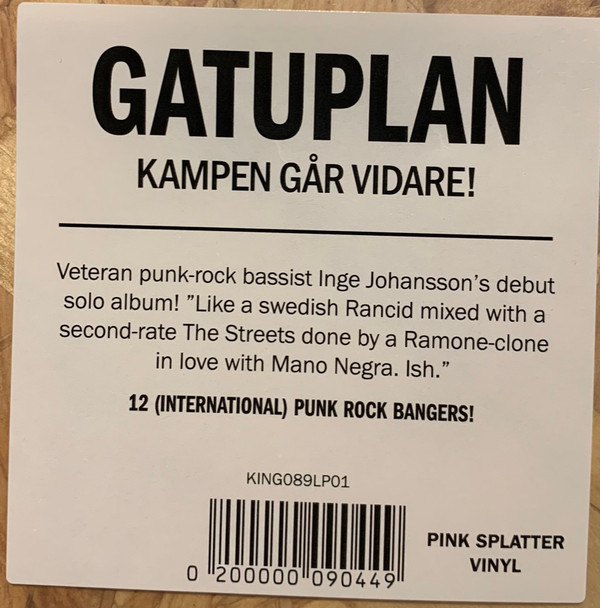 GATUPLAN
KAMPEN GÅR VIDARE!
Veteran punk-rock bassist Inge Johansson's debut
solo album! ”Like a swedish Rancid mixed with a
second-rate The Streets done by a Ramone-clone
in love with Mano Negra. Ish.”
12 (INTERNATIONAL) PUNK ROCK BANGERS!
KING089LP01
0 200000 090449
PINK SPLATTER
VINYL